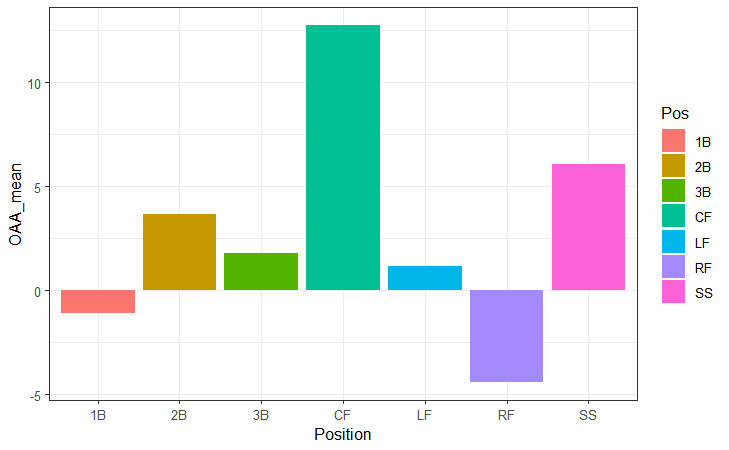 OAA_mean
10
5
0
-5
1B 2B 3B CF LF RF SS
Position
Pos
1B
2B
3B
CF
LF
RF
SS